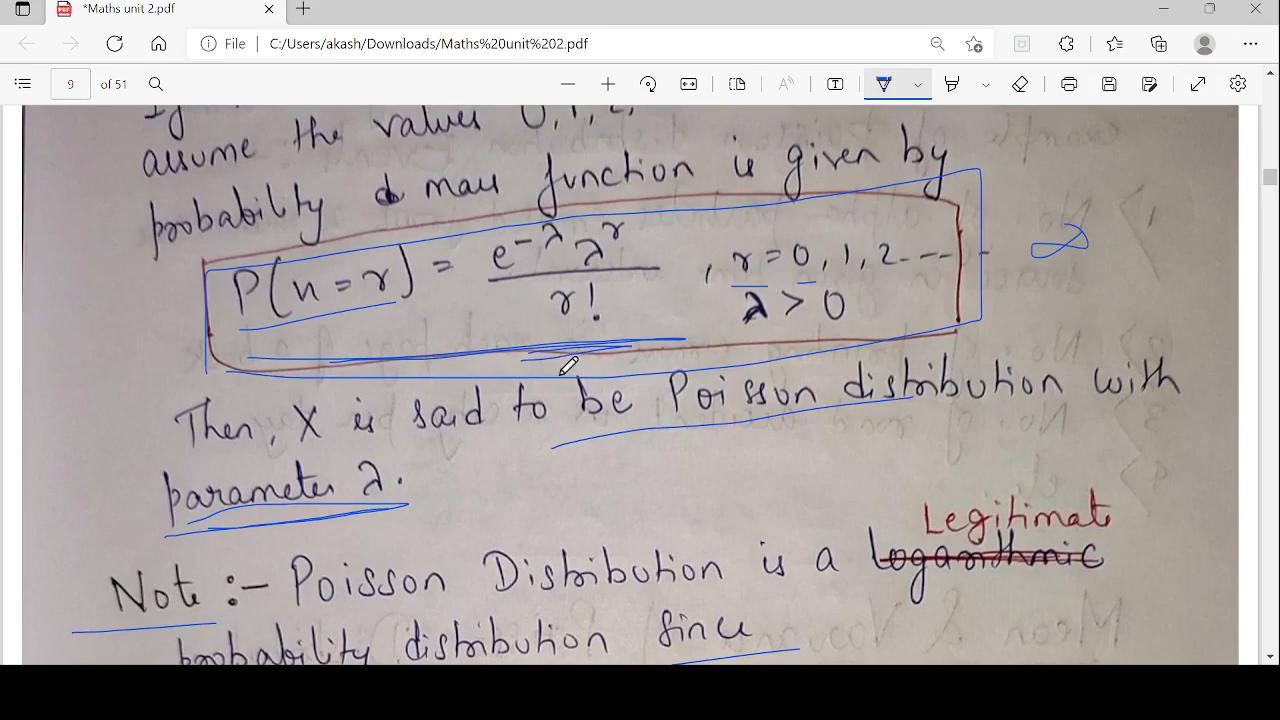 *Maths unit 2.pdf
File C:/Users/akash/Downloads/Maths%20unit%202.pdf
9 of 51
If
assume the values 0, 1, 2,
probability mass function is given by
P(n = r) = e^-λ λ^r / r! , r = 0, 1, 2 ---- ∞
λ > 0
Then, X is said to be Poisson distribution with
parameter λ.
Legitimate
Note :- Poisson Distribution is a logarithmic
probability distribution since